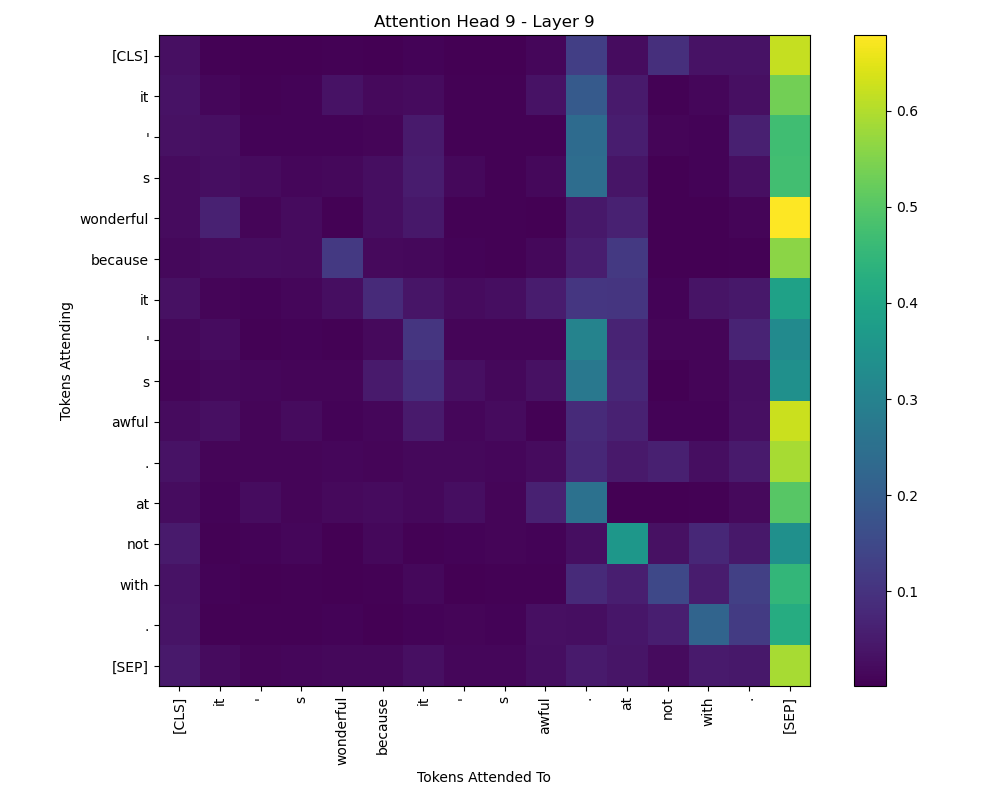 Attention Head 9 - Layer 9
Tokens Attending
[CLS]
it
'
s
wonderful
because
it
'
s
awful
.
at
not
with
.
[SEP]
[CLS] it ' s wonderful because it ' s awful . at not with . [SEP]
Tokens Attended To
0.6
0.5
0.4
0.3
0.2
0.1